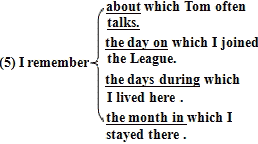 about which Tom often
talks.
the day on which I joined
the League.
(5) I remember
the days during which
I lived here .
the month in which I
stayed there .